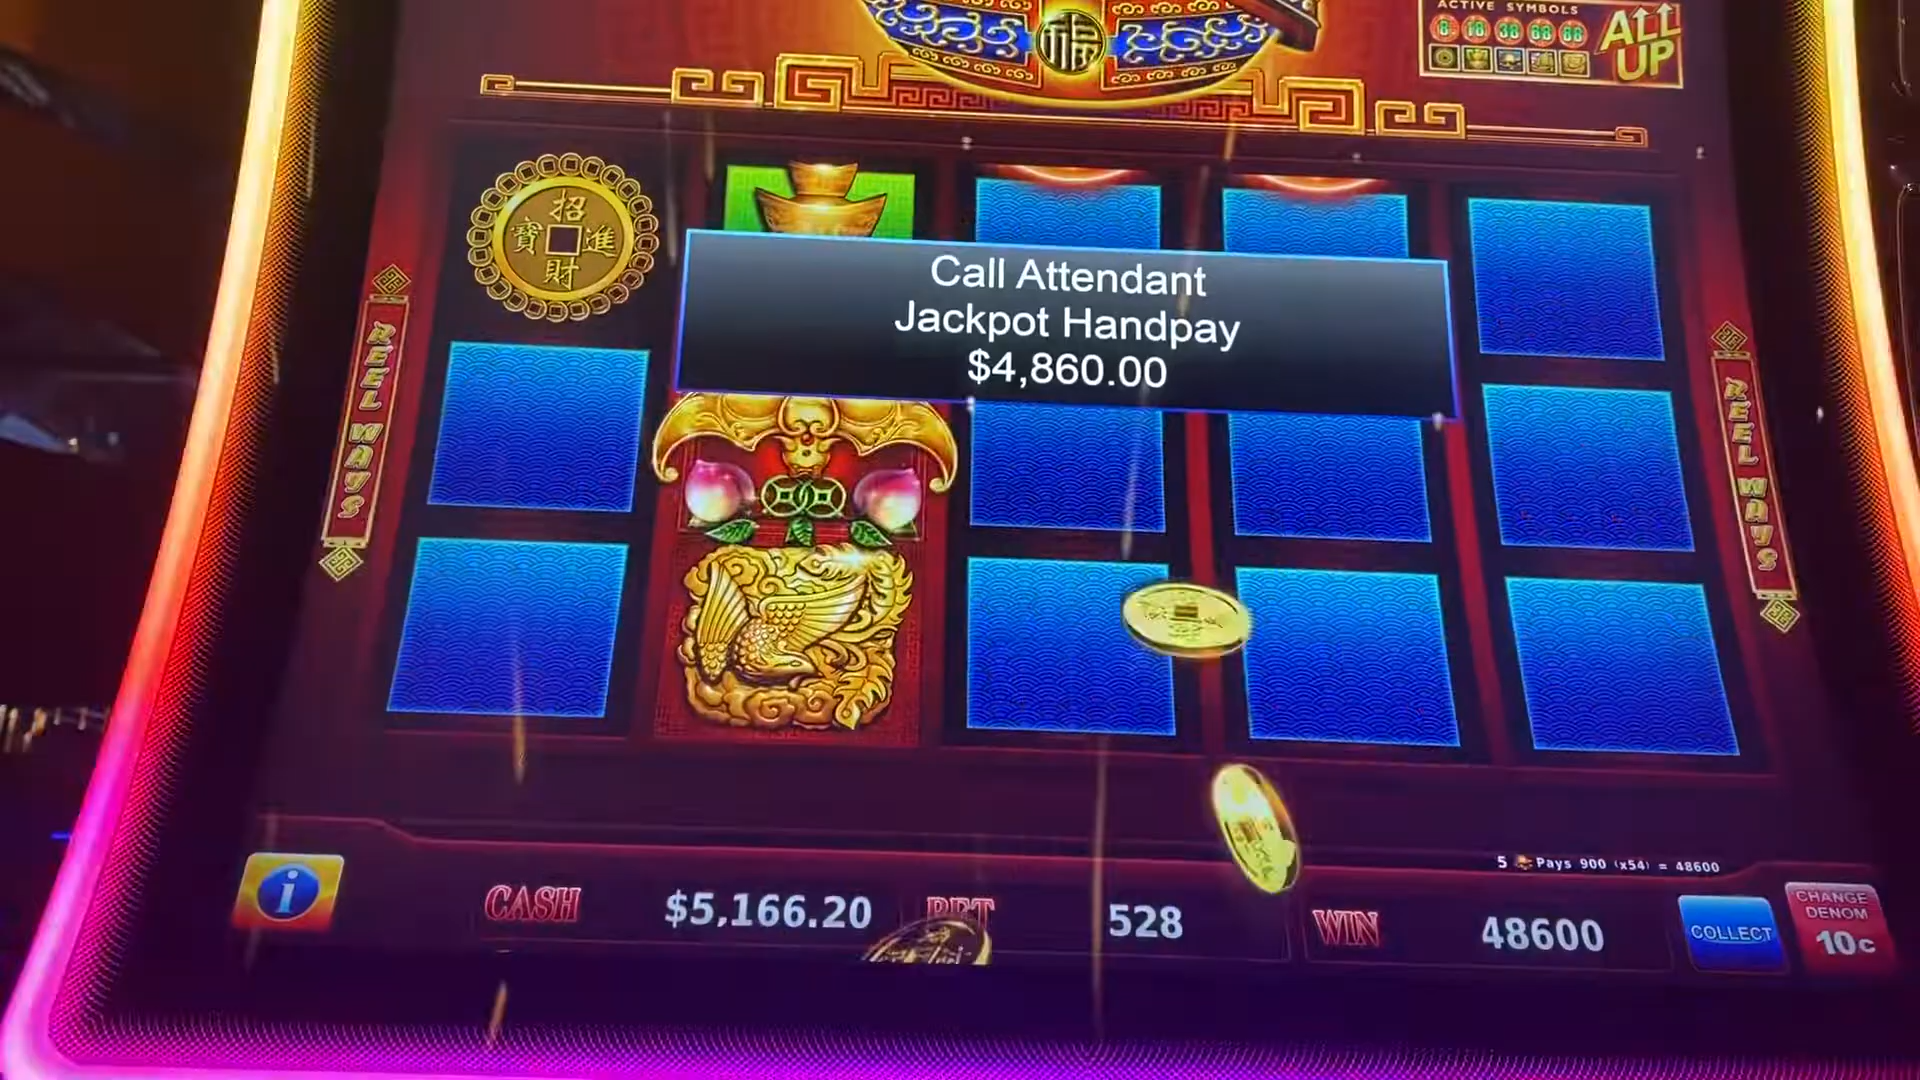 ACTIVE SYMBOLS
8 18 38 68 88
ALL UP
福
招
寶 進
財
Call Attendant
Jackpot Handpay
$4,860.00
REEL WAYS
REEL WAYS
5 Pays 900 (x54) = 48600
i
CASH $5,166.20 BET 528 WIN 48600
COLLECT
CHANGE
DENOM
10c